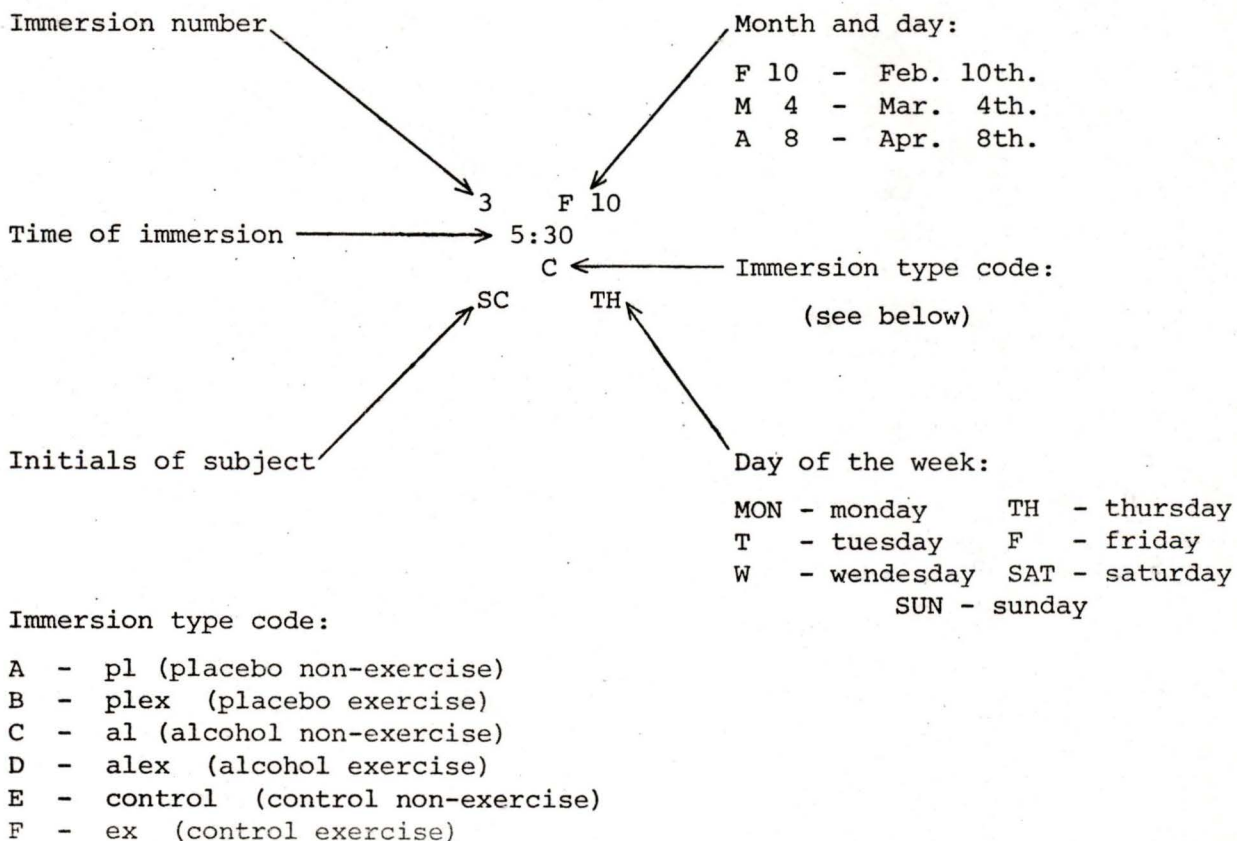 Immersion number
Month and day:
F 10 - Feb. 10th.
M 4 - Mar. 4th.
A 8 - Apr. 8th.
3 F 10
Time of immersion 5:30
C Immersion type code:
SC TH (see below)
Initials of subject Day of the week:
MON - monday TH - thursday
T - tuesday F - friday
W - wendesday SAT - saturday
SUN - sunday
Immersion type code:
A - pl (placebo non-exercise)
B - plex (placebo exercise)
C - al (alcohol non-exercise)
D - alex (alcohol exercise)
E - control (control non-exercise)
F - ex (control exercise)